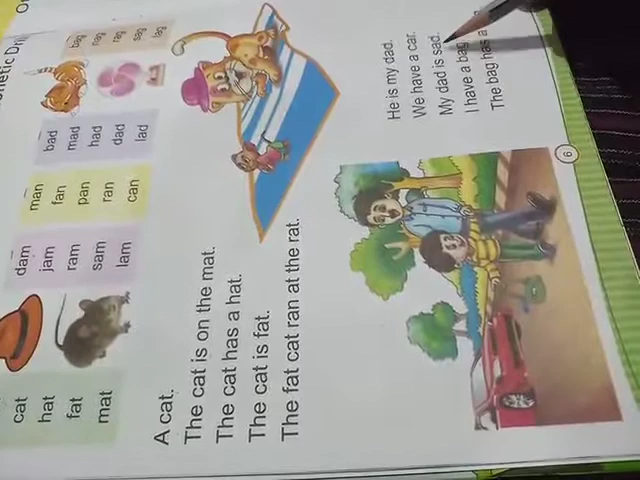 cat
hat
fat
mat
dam
jam
ram
sam
lam
man
fan
pan
ran
can
bad
mad
had
dad
lad
bag
rag
sag
lag
A cat.
The cat is on the mat.
The cat has a hat.
The cat is fat.
The fat cat ran at the rat.
He is my dad.
We have a car.
My dad is sad.
I have a bag
The bag has a
6